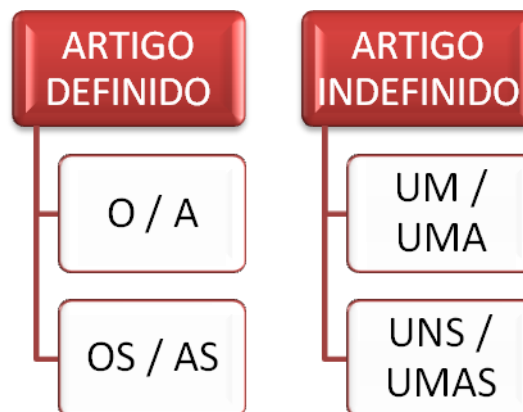 ARTIGO
DEFINIDO
O / A
OS / AS
ARTIGO
INDEFINIDO
UM /
UMA
UNS /
UMAS